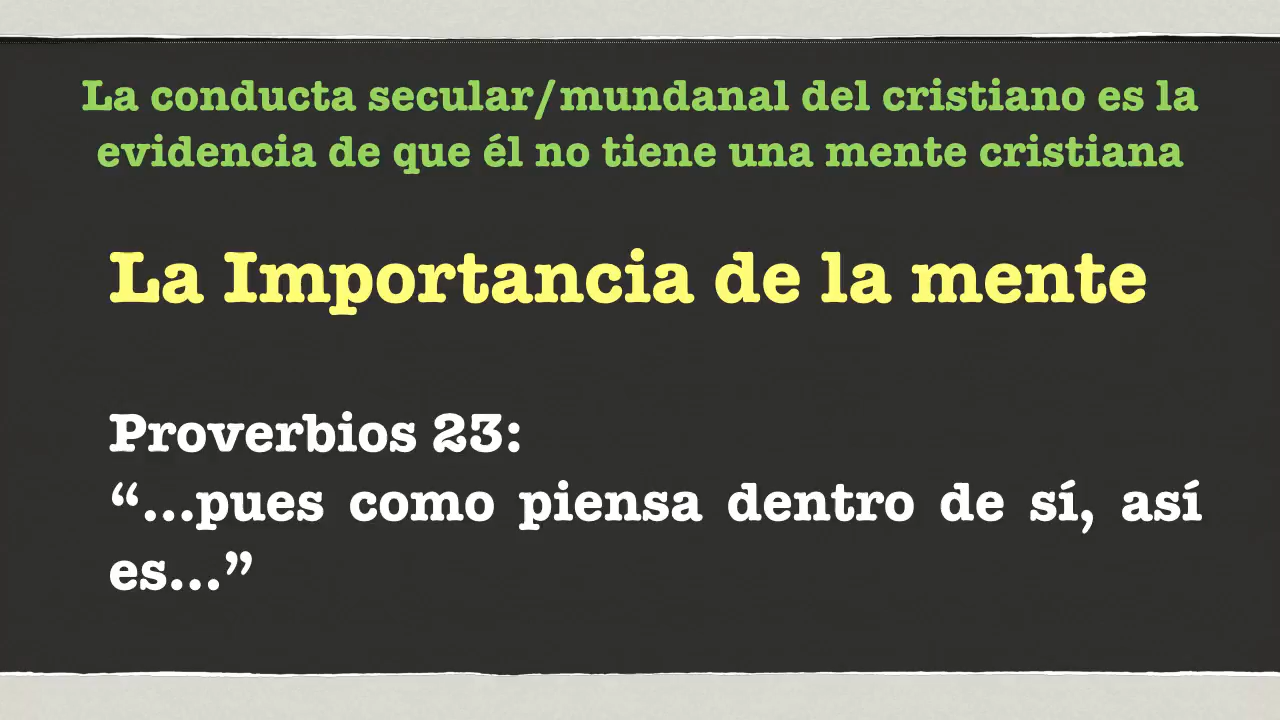 La conducta secular/mundanal del cristiano es la
evidencia de que él no tiene una mente cristiana
La Importancia de la mente
Proverbios 23:
“...pues como piensa dentro de sí, así
es...”